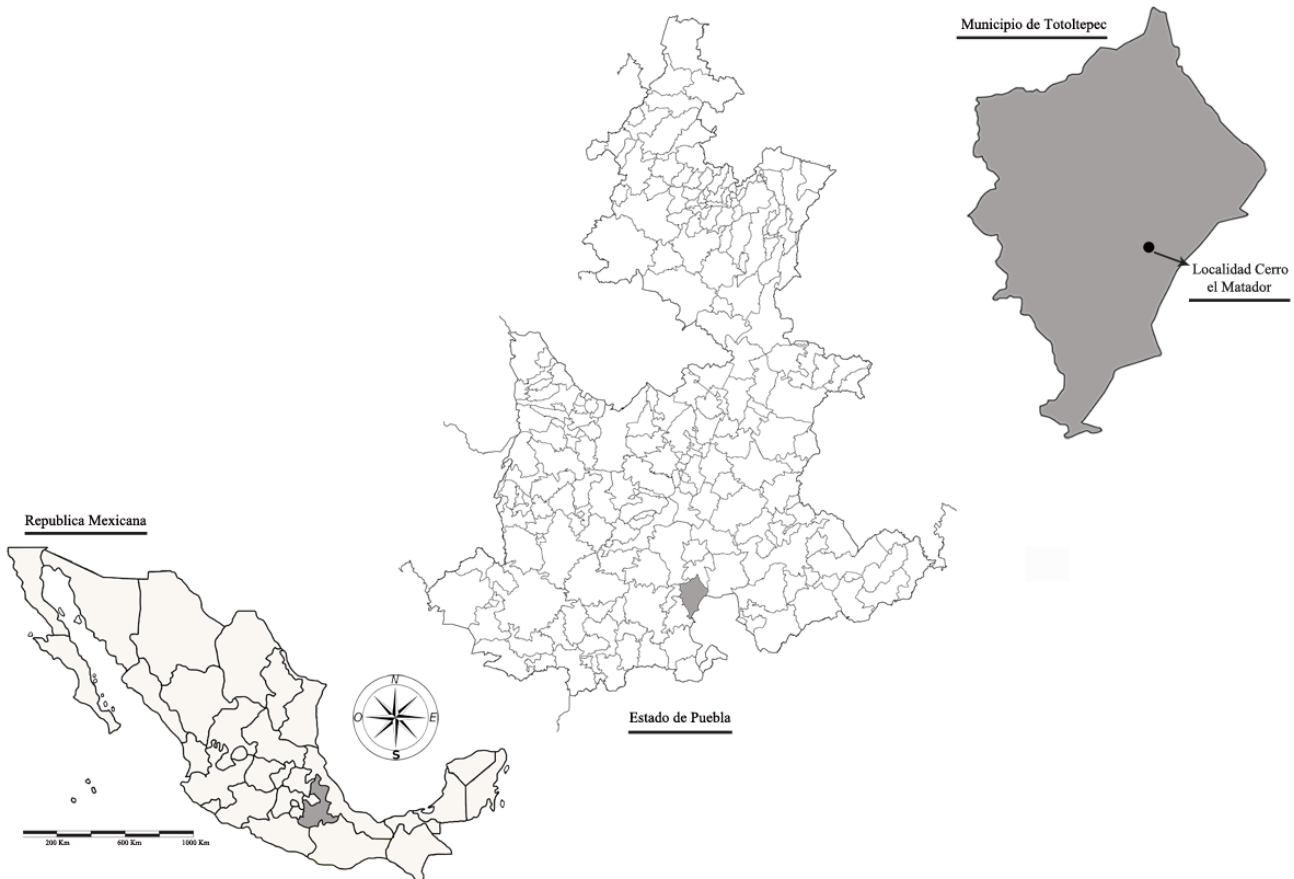 Municipio de Totoltepec
Localidad Cerro
el Matador
Republica Mexicana
N
O
E
S
Estado de Puebla
200 Km
600 Km
1000 Km